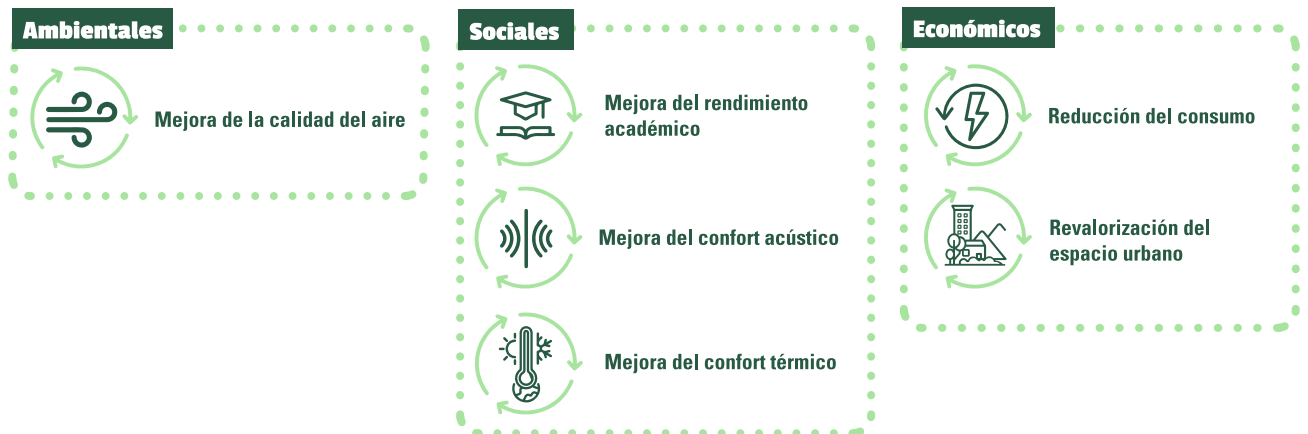 Ambientales
Mejora de la calidad del aire
Sociales
Mejora del rendimiento
académico
Mejora del confort acústico
Mejora del confort térmico
Económicos
Reducción del consumo
Revalorización del
espacio urbano